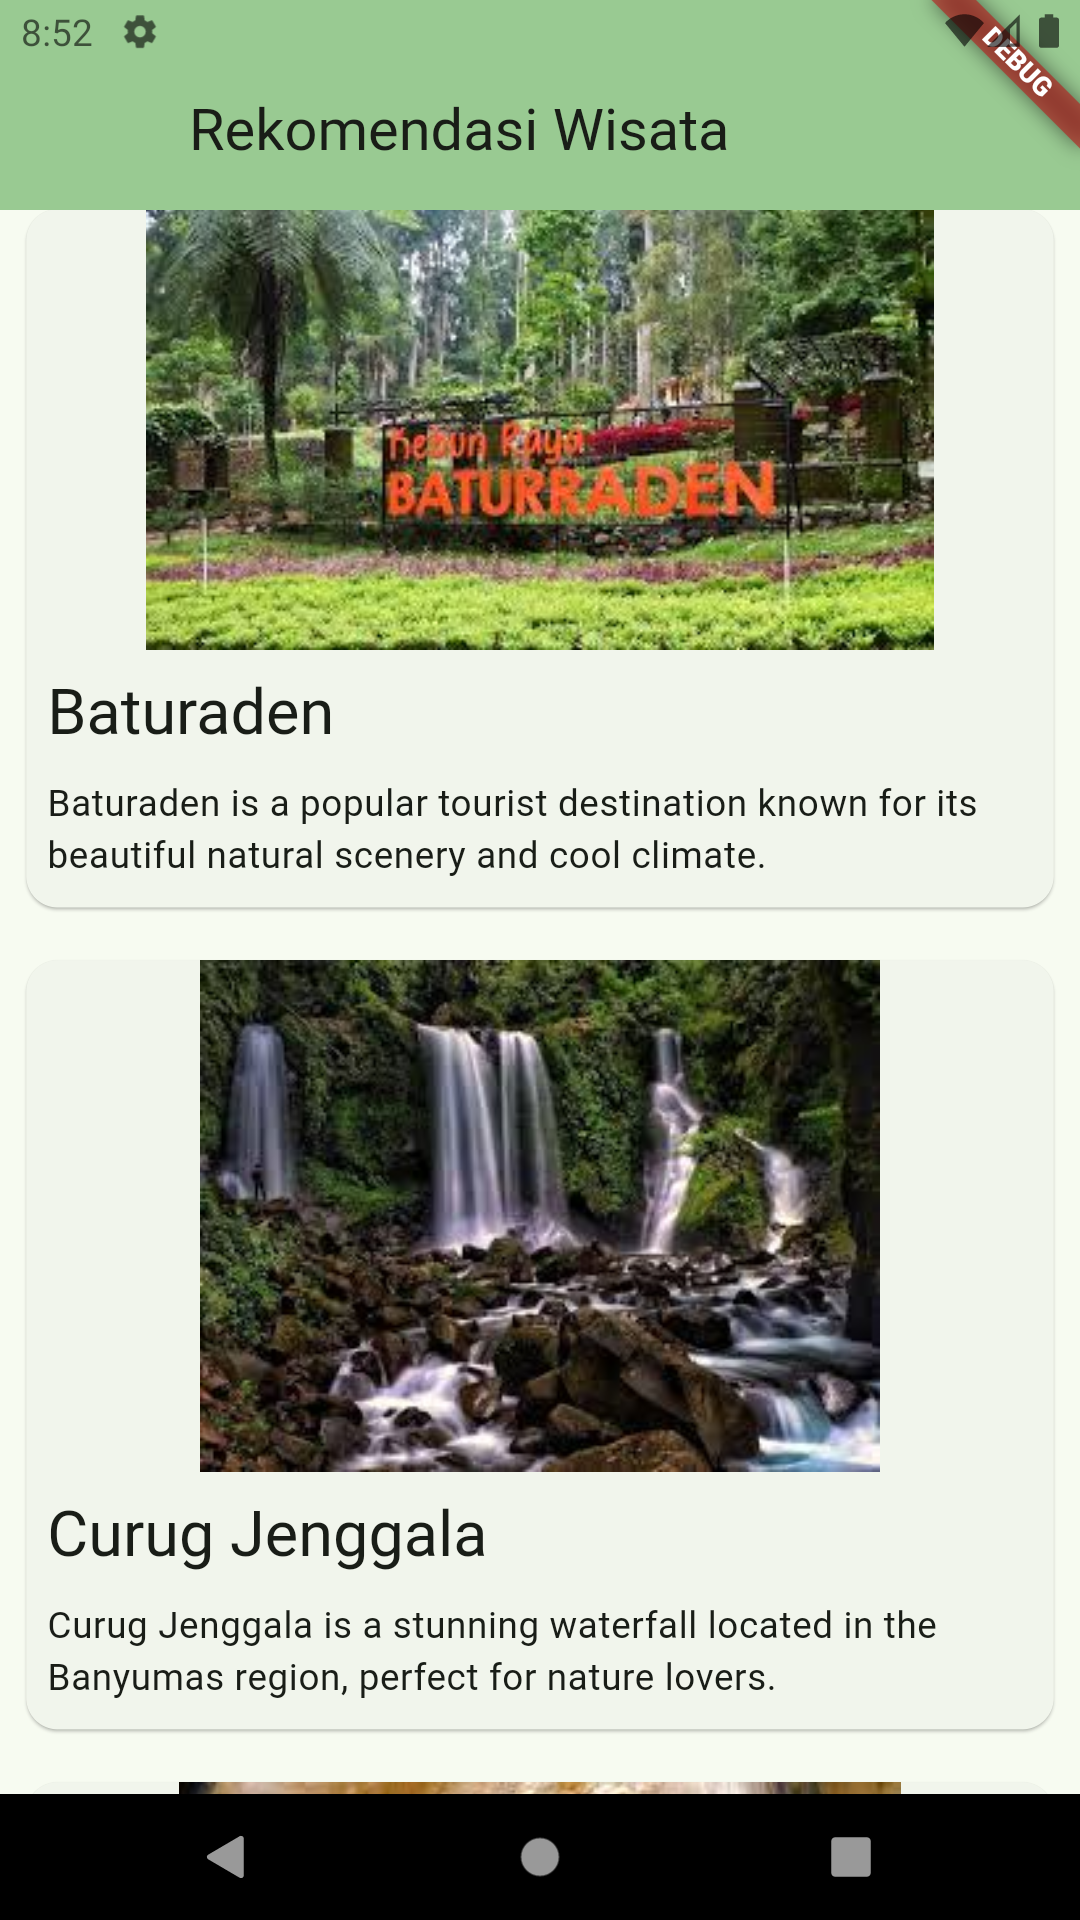 8:52
DEBUG
Rekomendasi Wisata
Kebun Raya
BATURRADEN
Baturaden
Baturaden is a popular tourist destination known for its
beautiful natural scenery and cool climate.
Curug Jenggala
Curug Jenggala is a stunning waterfall located in the
Banyumas region, perfect for nature lovers.